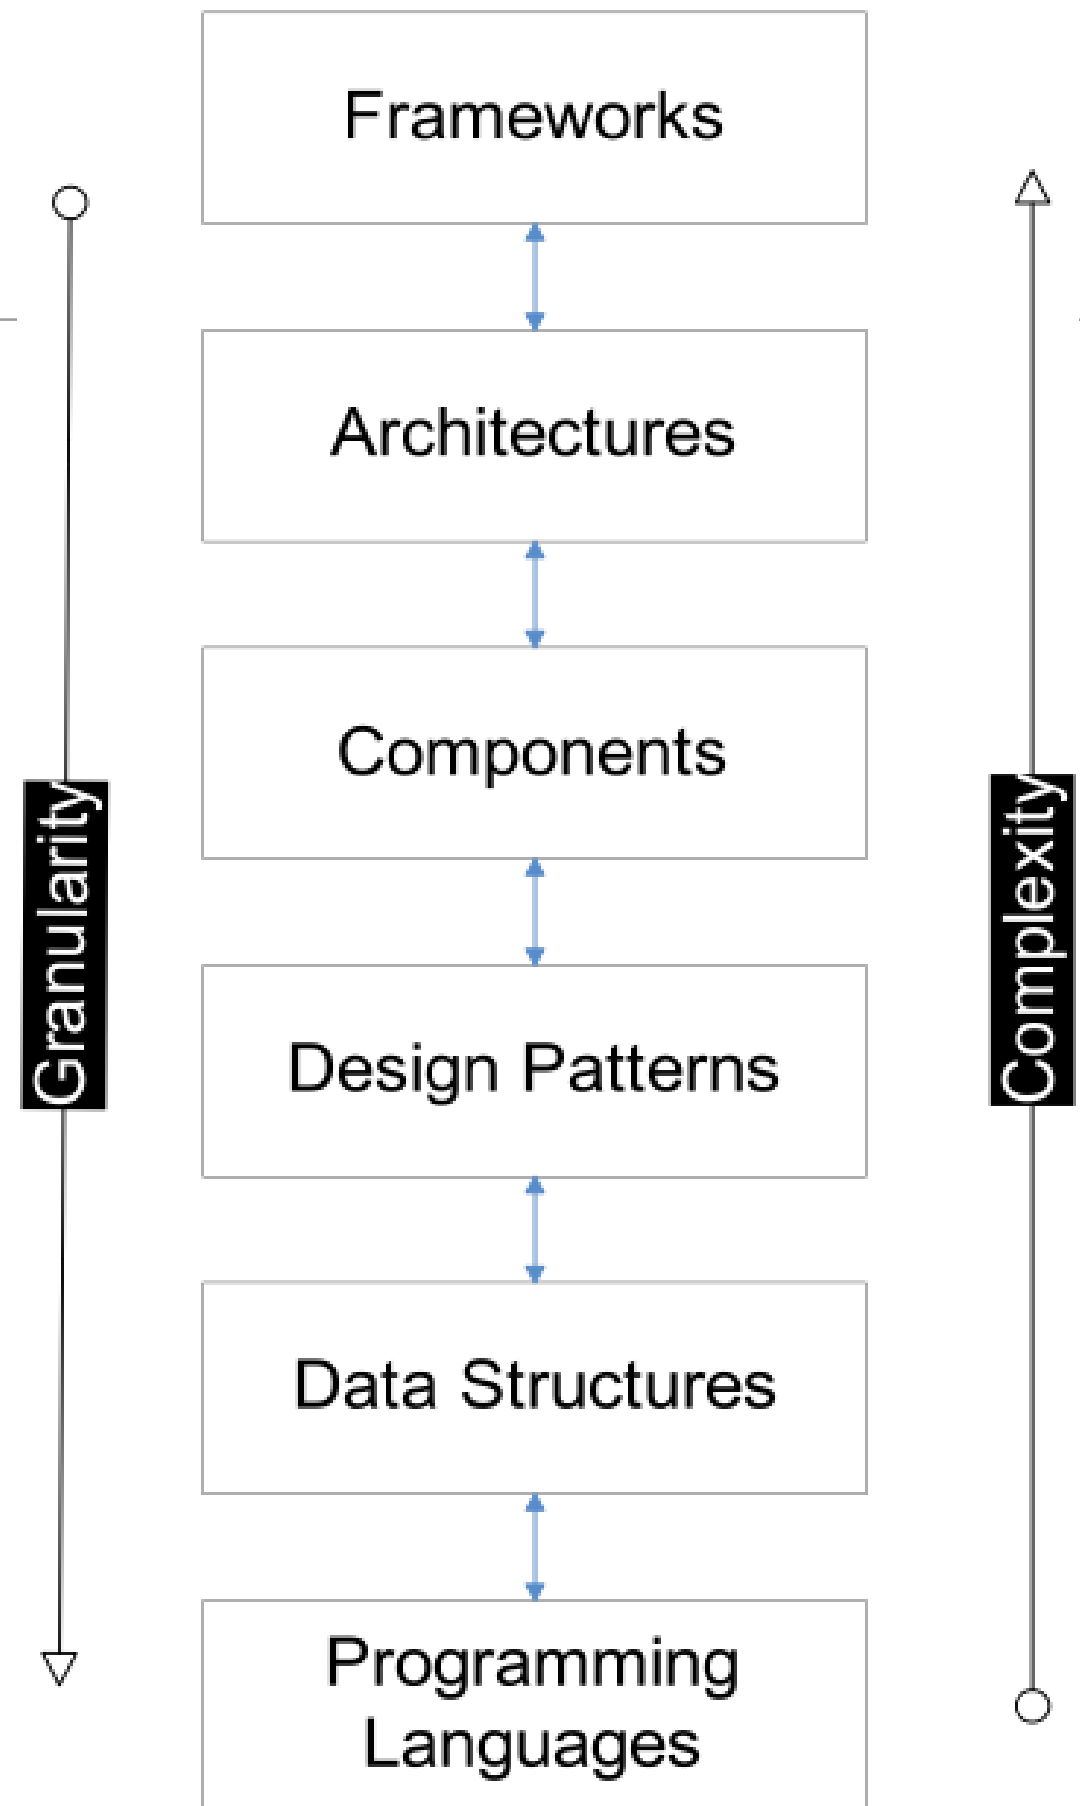 Frameworks
Architectures
Components
Granularity
Complexity
Design Patterns
Data Structures
Programming
Languages